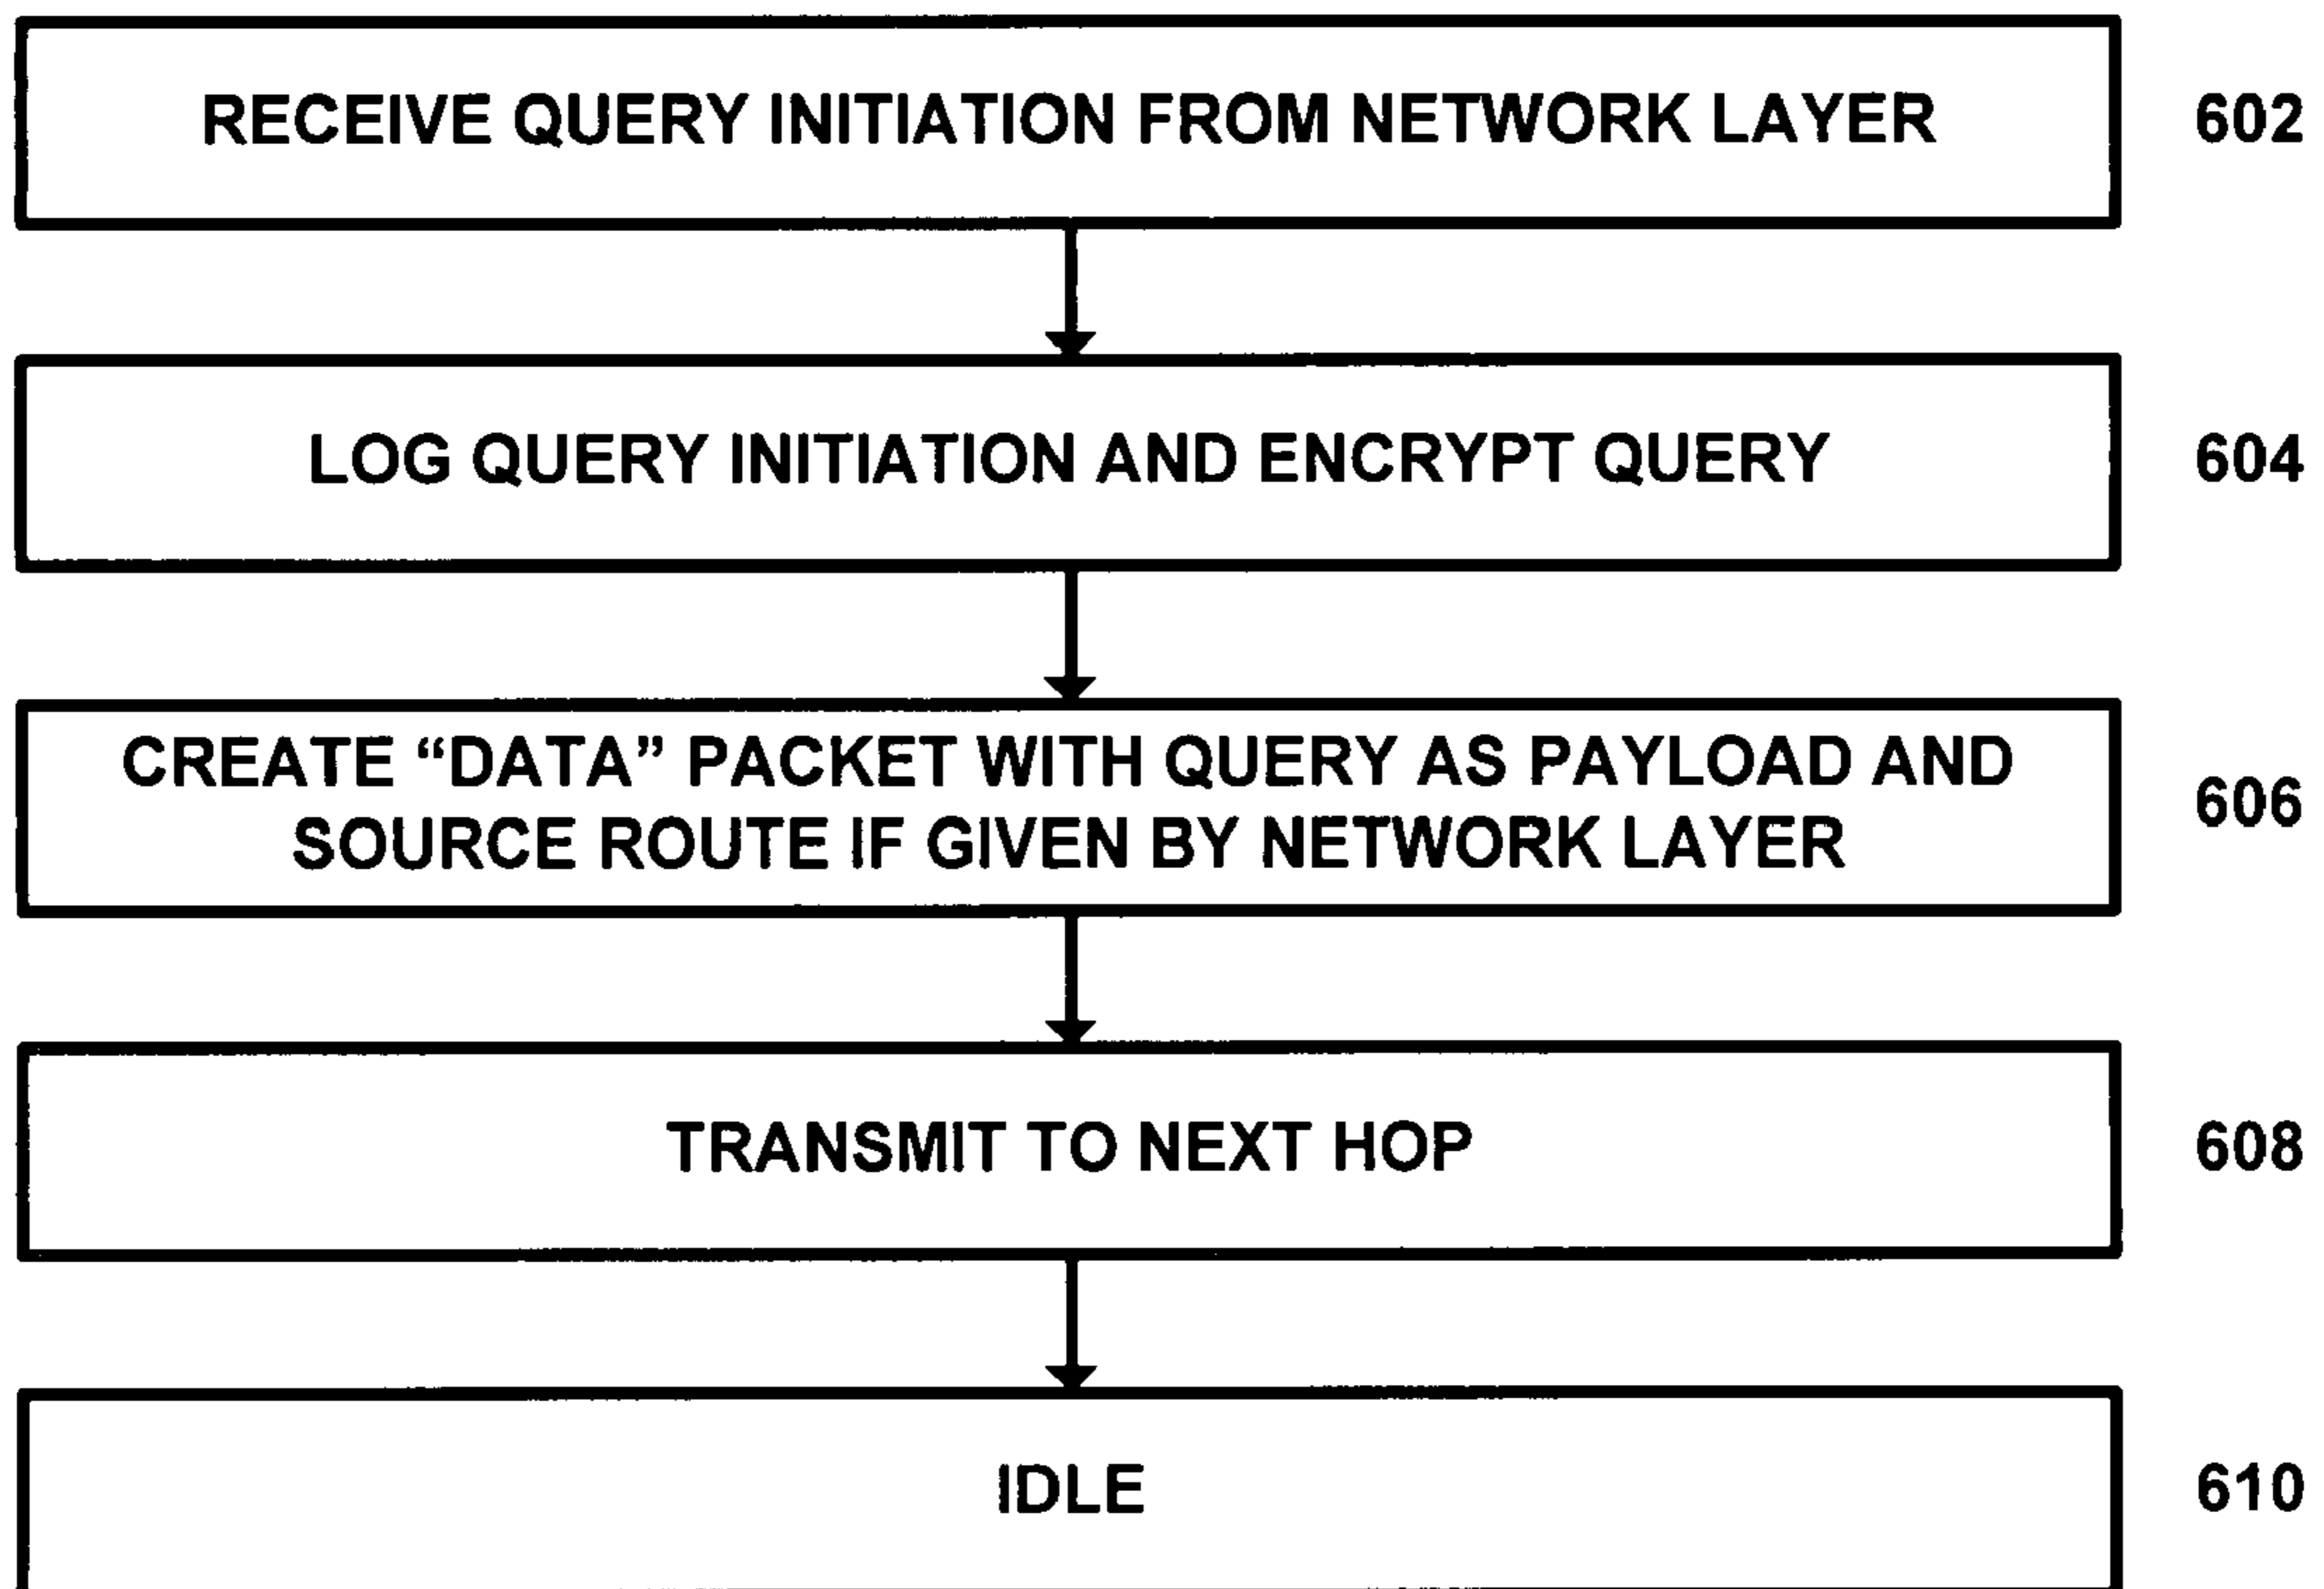 RECEIVE QUERY INITIATION FROM NETWORK LAYER
602
LOG QUERY INITIATION AND ENCRYPT QUERY
604
CREATE “DATA” PACKET WITH QUERY AS PAYLOAD AND
SOURCE ROUTE IF GIVEN BY NETWORK LAYER
606
TRANSMIT TO NEXT HOP
608
IDLE
610